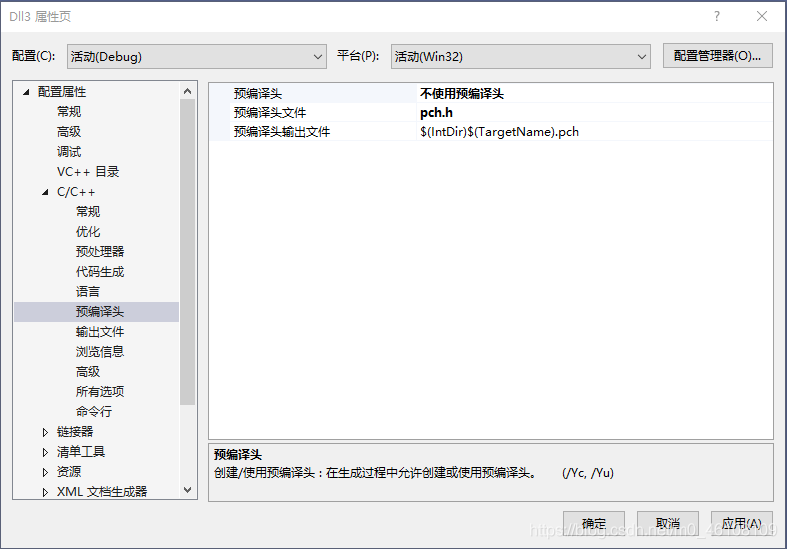 Dll3 属性页
配置(C): 活动(Debug) 平台(P): 活动(Win32) 配置管理器(O)...
配置属性
常规
高级
调试
VC++ 目录
C/C++
常规
优化
预处理器
代码生成
语言
预编译头
输出文件
浏览信息
高级
所有选项
命令行
链接器
清单工具
资源
XML 文档生成器
预编译头 不使用预编译头
预编译头文件 pch.h
预编译头输出文件 $(IntDir)$(TargetName).pch
预编译头
创建/使用预编译头：在生成过程中允许创建或使用预编译头。 (/Yc, /Yu)
确定 取消 应用(A)